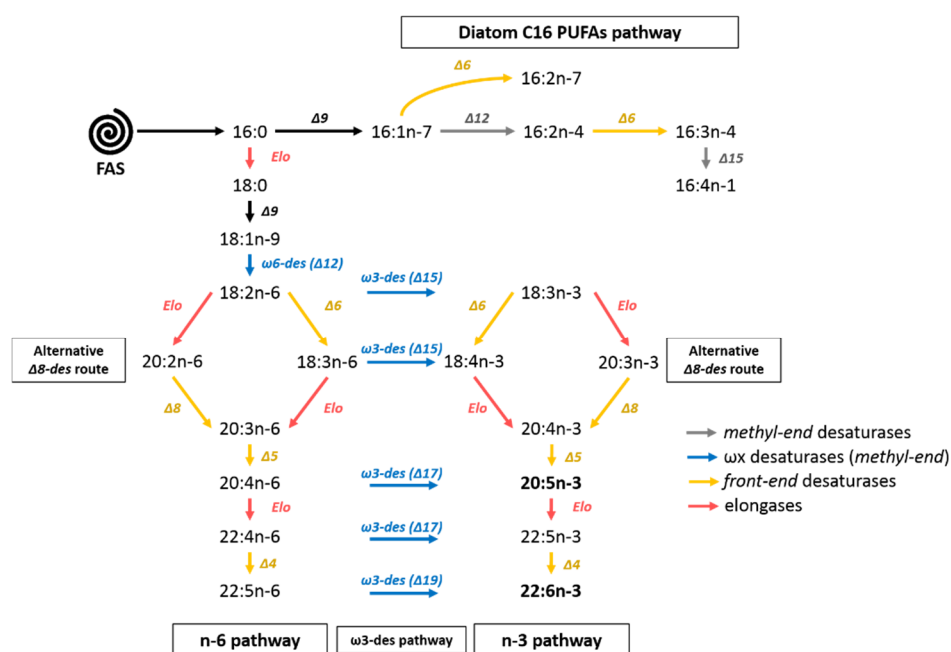 Diatom C16 PUFAs pathway
Δ6
16:2n-7
FAS
16:0
Δ9
16:1n-7
Δ12
16:2n-4
Δ6
16:3n-4
Elo
Δ15
18:0
16:4n-1
Δ9
18:1n-9
ω6-des (Δ12)
18:2n-6
ω3-des (Δ15)
18:3n-3
Elo
Δ6
Δ6
Elo
Alternative
Δ8-des route
20:2n-6
18:3n-6
ω3-des (Δ15)
18:4n-3
20:3n-3
Alternative
Δ8-des route
Δ8
Elo
Elo
Δ8
20:3n-6
20:4n-3
Δ5
Δ5
20:4n-6
ω3-des (Δ17)
20:5n-3
Elo
Elo
22:4n-6
ω3-des (Δ17)
22:5n-3
Δ4
Δ4
22:5n-6
ω3-des (Δ19)
22:6n-3
methyl-end desaturases
ωx desaturases (methyl-end)
front-end desaturases
elongases
n-6 pathway
ω3-des pathway
n-3 pathway